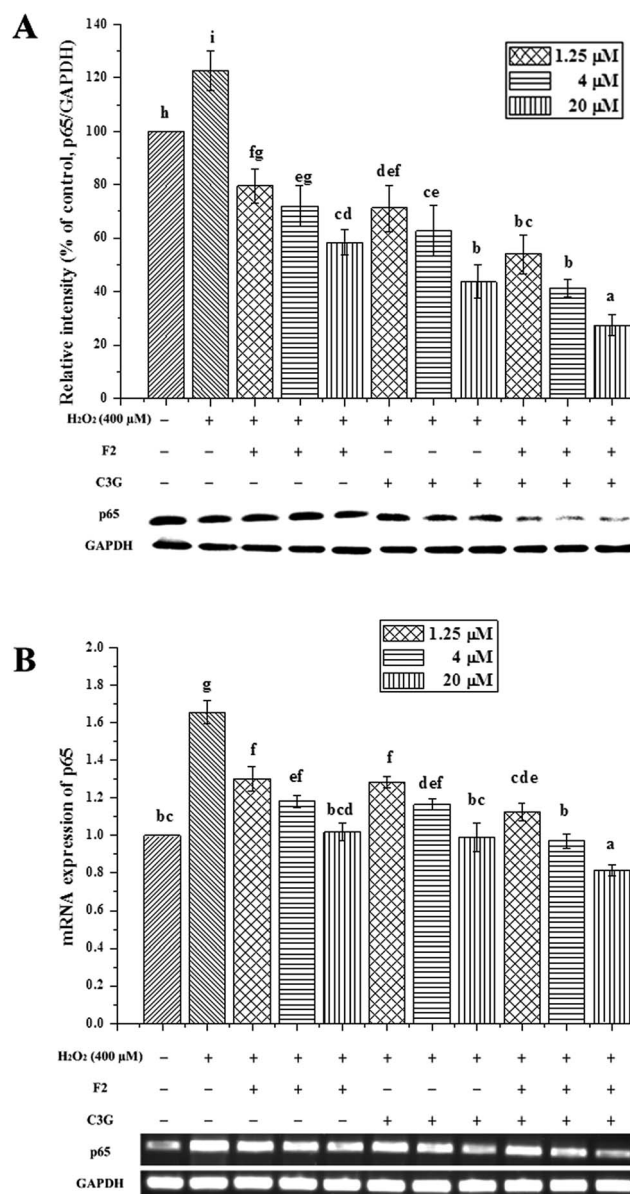 A
Relative intensity (% of control, p65/GAPDH)
140
120
100
80
60
40
20
0
1.25 μM
4 μM
20 μM
h
i
fg
eg
cd
def
ce
b
bc
b
a
H₂O₂ (400 μM) – + + + + + + + + + +
F2 – – + + + – – – + + +
C3G – – – – – + + + + + +
p65
GAPDH
B
mRNA expression of p65
2.0
1.8
1.6
1.4
1.2
1.0
0.8
0.6
0.4
0.2
0.0
1.25 μM
4 μM
20 μM
bc
g
f
ef
bcd
f
def
bc
cde
b
a
H₂O₂ (400 μM) – + + + + + + + + + +
F2 – – + + + – – – + + +
C3G – – – – – + + + + + +
p65
GAPDH